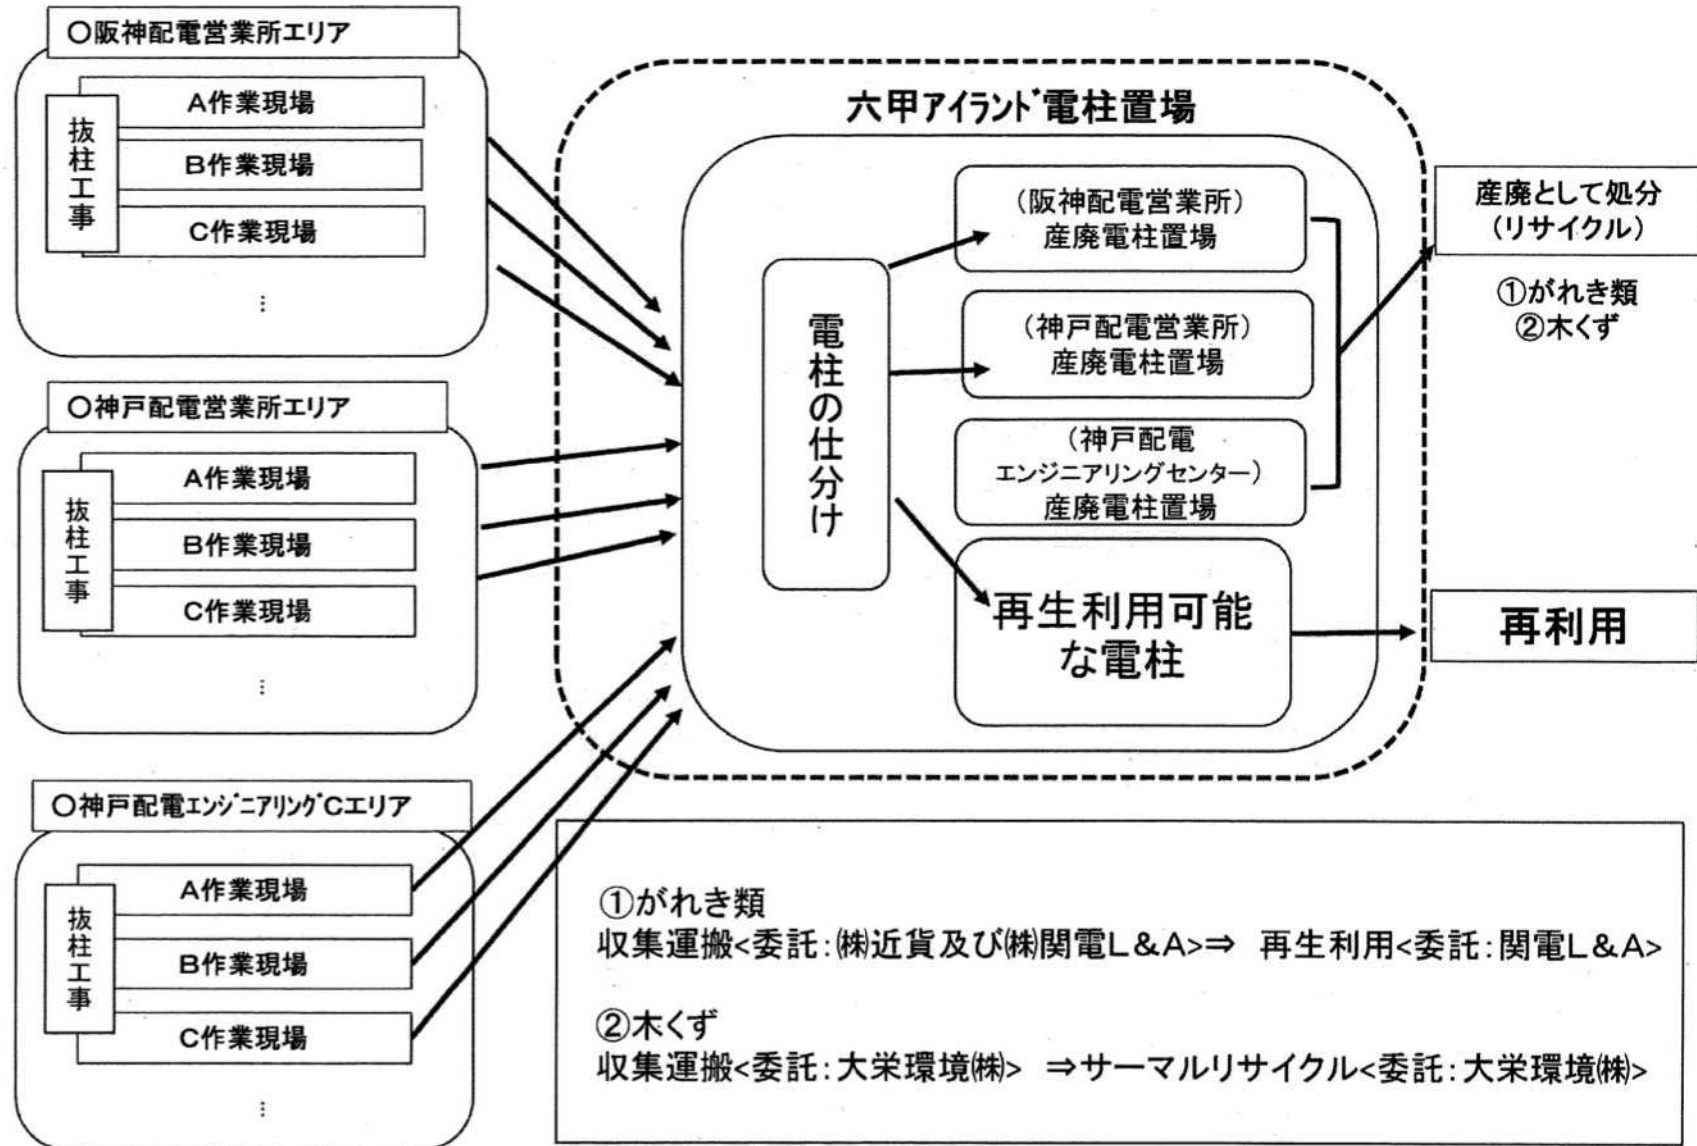 ○阪神配電営業所エリア
抜柱工事
A作業現場
B作業現場
C作業現場
…
○神戸配電営業所エリア
抜柱工事
A作業現場
B作業現場
C作業現場
…
○神戸配電ｴﾝｼﾞﾆｱﾘﾝｸﾞCエリア
抜柱工事
A作業現場
B作業現場
C作業現場
…
六甲アイランド電柱置場
電柱の仕分け
(阪神配電営業所)
産廃電柱置場
(神戸配電営業所)
産廃電柱置場
(神戸配電
エンジニアリングセンター)
産廃電柱置場
再生利用可能
な電柱
産廃として処分
(リサイクル)
①がれき類
②木くず
再利用
①がれき類
収集運搬<委託:㈱近貨及び㈱関電L&A>⇒ 再生利用<委託:関電L&A>
②木くず
収集運搬<委託:大栄環境㈱> ⇒サーマルリサイクル<委託:大栄環境㈱>